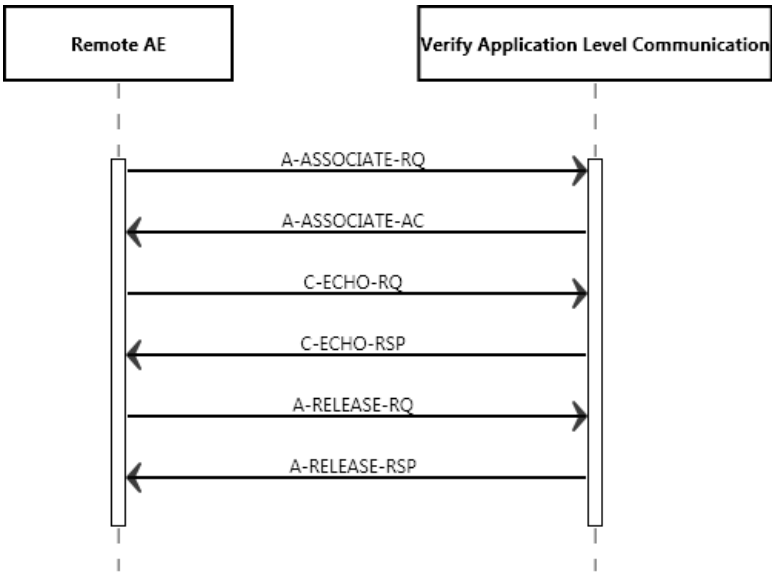 Remote AE
Verify Application Level Communication
A-ASSOCIATE-RQ
A-ASSOCIATE-AC
C-ECHO-RQ
C-ECHO-RSP
A-RELEASE-RQ
A-RELEASE-RSP